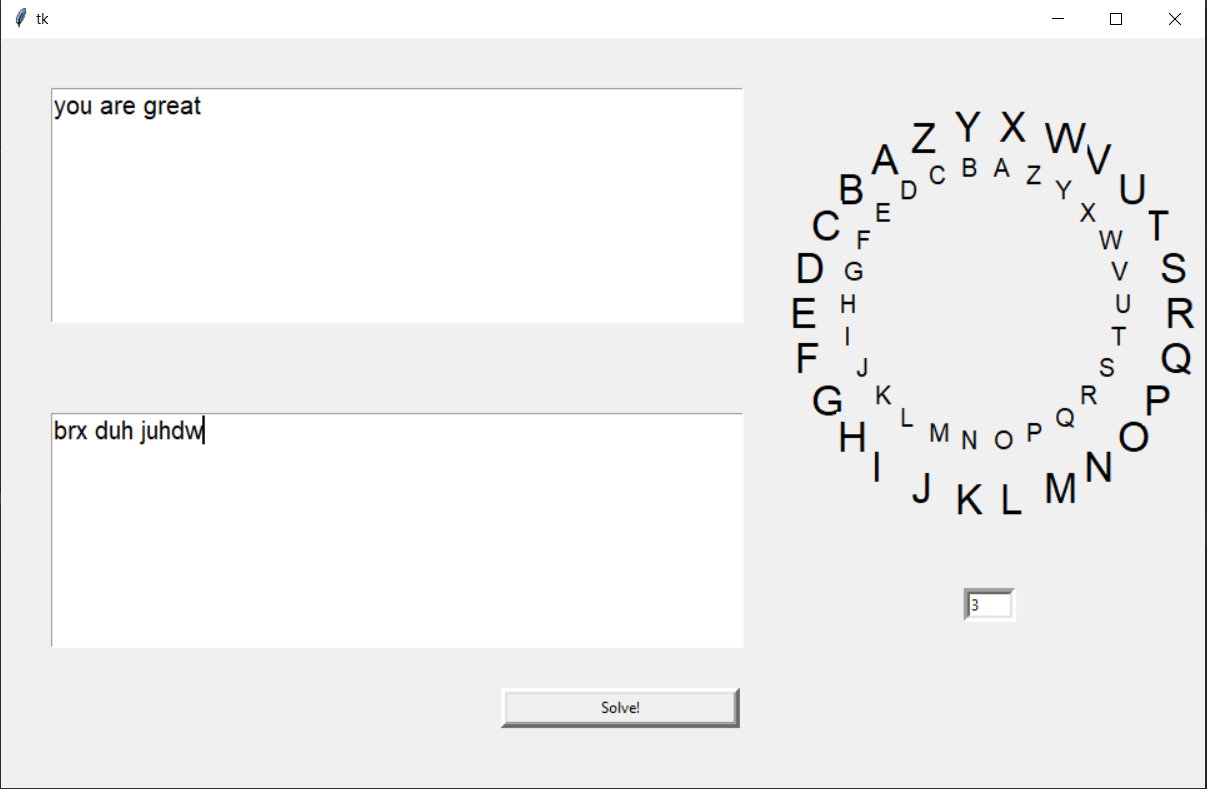 tk
you are great
brx duh juhdw
A B C D E F G H I J K L M N O P Q R S T U V W X Y Z
A B C D E F G H I J K L M N O P Q R S T U V W X Y Z
3
Solve!